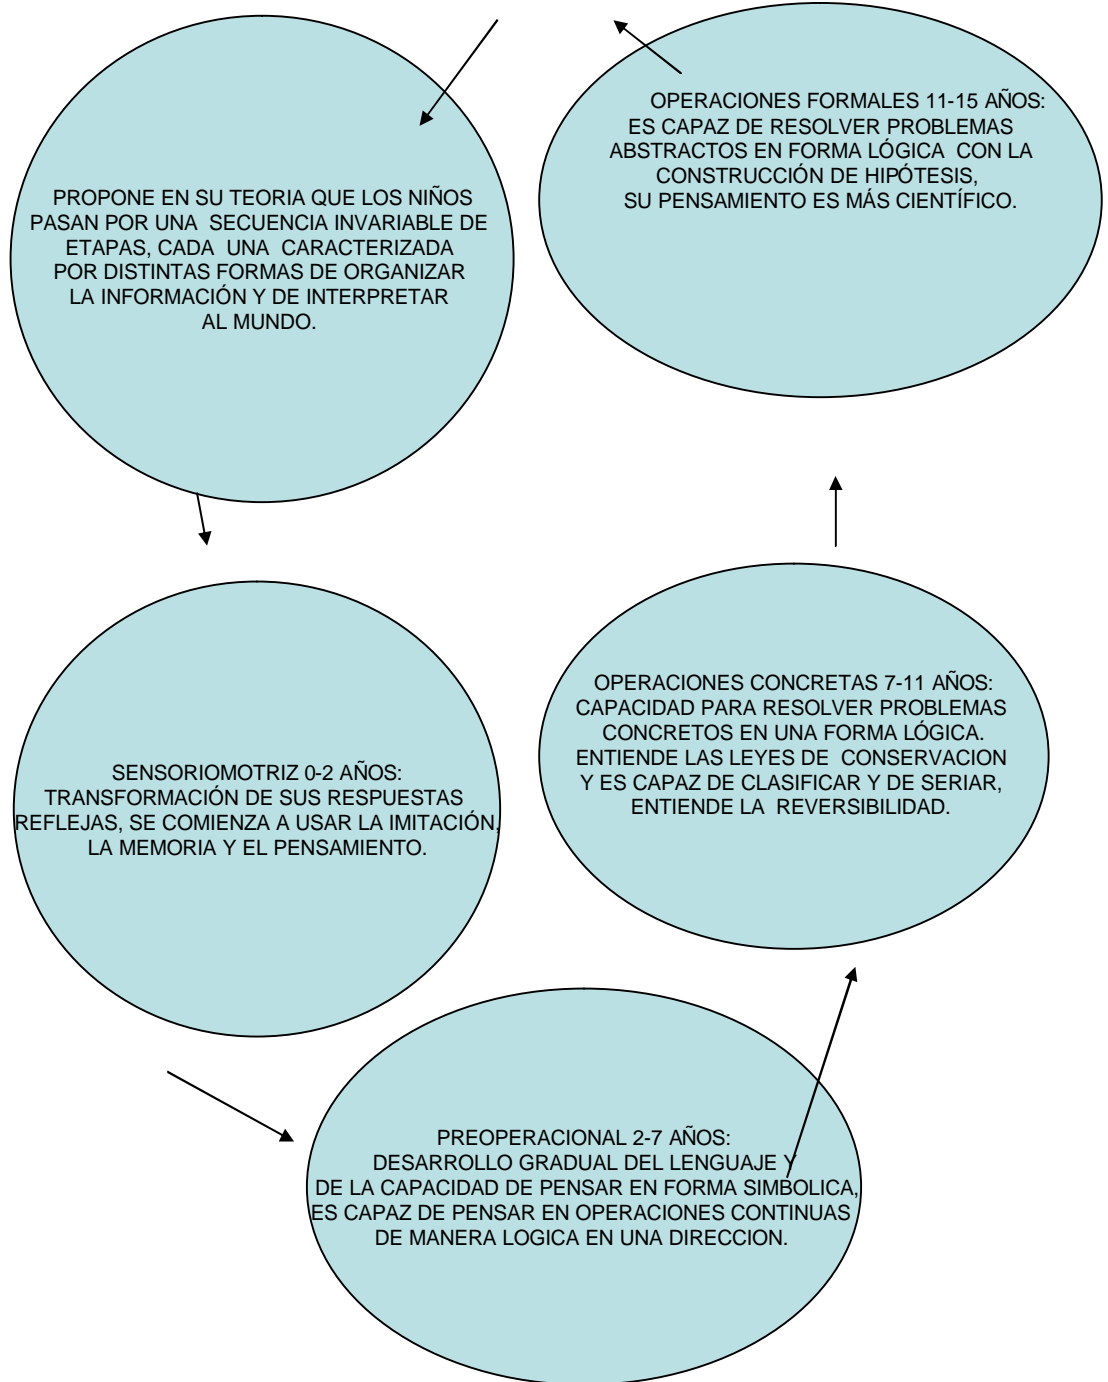 PROPONE EN SU TEORIA QUE LOS NIÑOS
PASAN POR UNA SECUENCIA INVARIABLE DE
ETAPAS, CADA UNA CARACTERIZADA
POR DISTINTAS FORMAS DE ORGANIZAR
LA INFORMACIÓN Y DE INTERPRETAR
AL MUNDO.
SENSORIOMOTRIZ 0-2 AÑOS:
TRANSFORMACIÓN DE SUS RESPUESTAS
REFLEJAS, SE COMIENZA A USAR LA IMITACIÓN,
LA MEMORIA Y EL PENSAMIENTO.
PREOPERACIONAL 2-7 AÑOS:
DESARROLLO GRADUAL DEL LENGUAJE Y
DE LA CAPACIDAD DE PENSAR EN FORMA SIMBOLICA,
ES CAPAZ DE PENSAR EN OPERACIONES CONTINUAS
DE MANERA LOGICA EN UNA DIRECCION.
OPERACIONES CONCRETAS 7-11 AÑOS:
CAPACIDAD PARA RESOLVER PROBLEMAS
CONCRETOS EN UNA FORMA LÓGICA.
ENTIENDE LAS LEYES DE CONSERVACION
Y ES CAPAZ DE CLASIFICAR Y DE SERIAR,
ENTIENDE LA REVERSIBILIDAD.
OPERACIONES FORMALES 11-15 AÑOS:
ES CAPAZ DE RESOLVER PROBLEMAS
ABSTRACTOS EN FORMA LÓGICA CON LA
CONSTRUCCIÓN DE HIPÓTESIS,
SU PENSAMIENTO ES MÁS CIENTÍFICO.